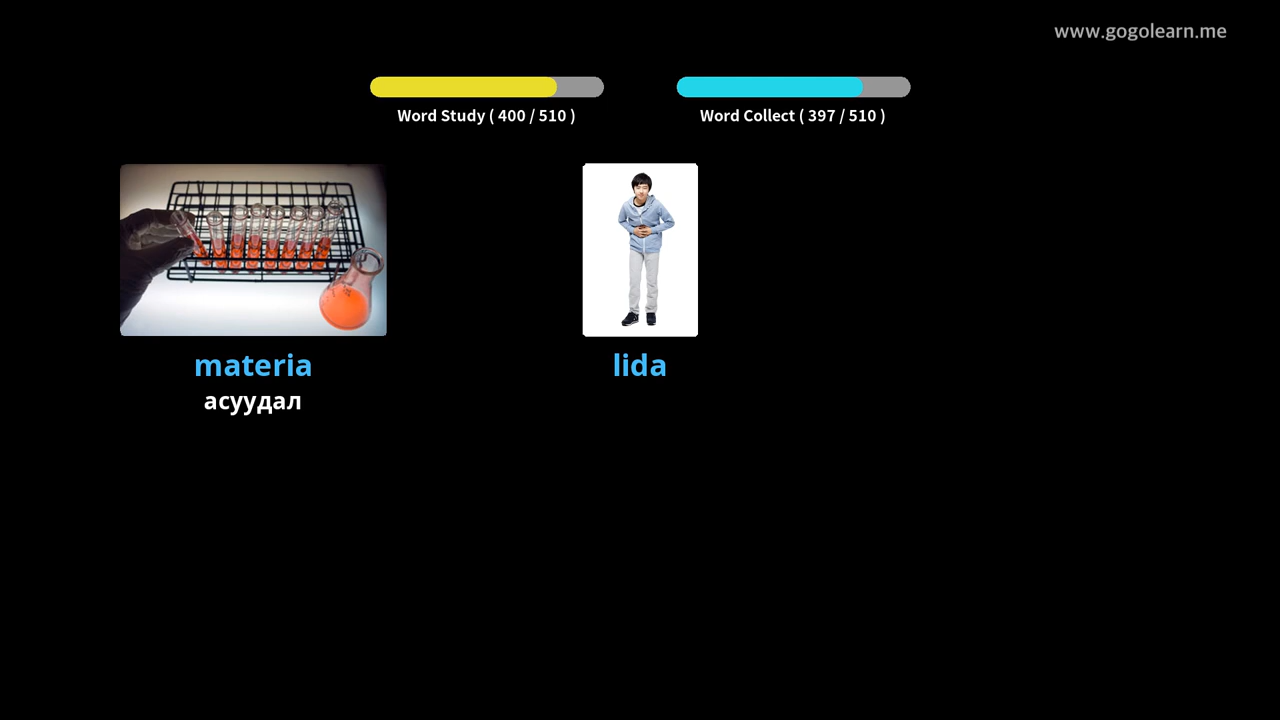 www.gogolearn.me
Word Study ( 400 / 510 )
Word Collect ( 397 / 510 )
materia
асуудал
lida